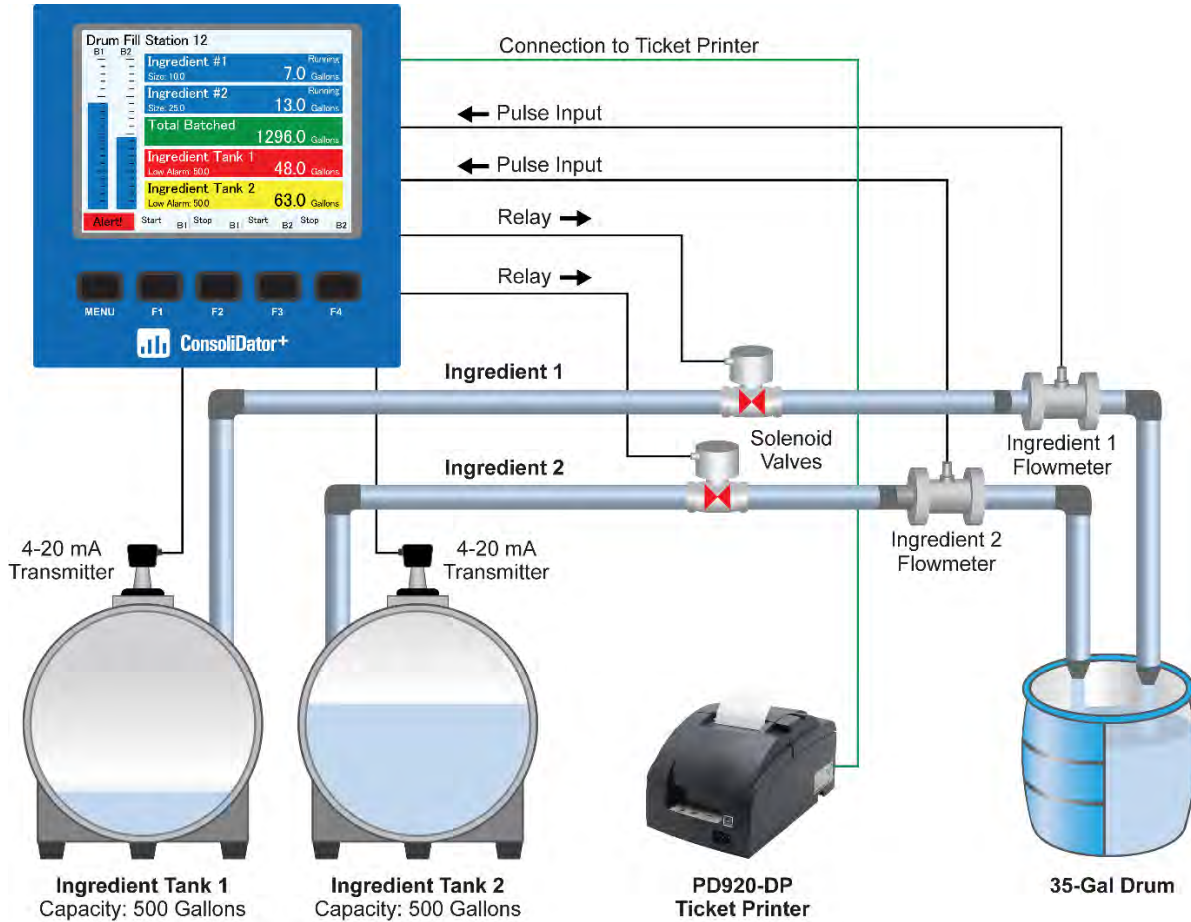 Drum Fill Station 12
B1 B2
Ingredient #1 Running
Size: 10.0 7.0 Gallons
Ingredient #2 Running
Size: 25.0 13.0 Gallons
Total Batched
1296.0 Gallons
Ingredient Tank 1
Low Alarm: 50.0 48.0 Gallons
Ingredient Tank 2
Low Alarm: 50.0 63.0 Gallons
Alert! Start B1 Stop B1 Start B2 Stop B2
MENU F1 F2 F3 F4
ConsoliDator+
Connection to Ticket Printer
Pulse Input
Pulse Input
Relay
Relay
Ingredient 1
Solenoid
Valves
Ingredient 1
Flowmeter
Ingredient 2
Ingredient 2
Flowmeter
4-20 mA
Transmitter
4-20 mA
Transmitter
Ingredient Tank 1
Capacity: 500 Gallons
Ingredient Tank 2
Capacity: 500 Gallons
PD920-DP
Ticket Printer
35-Gal Drum